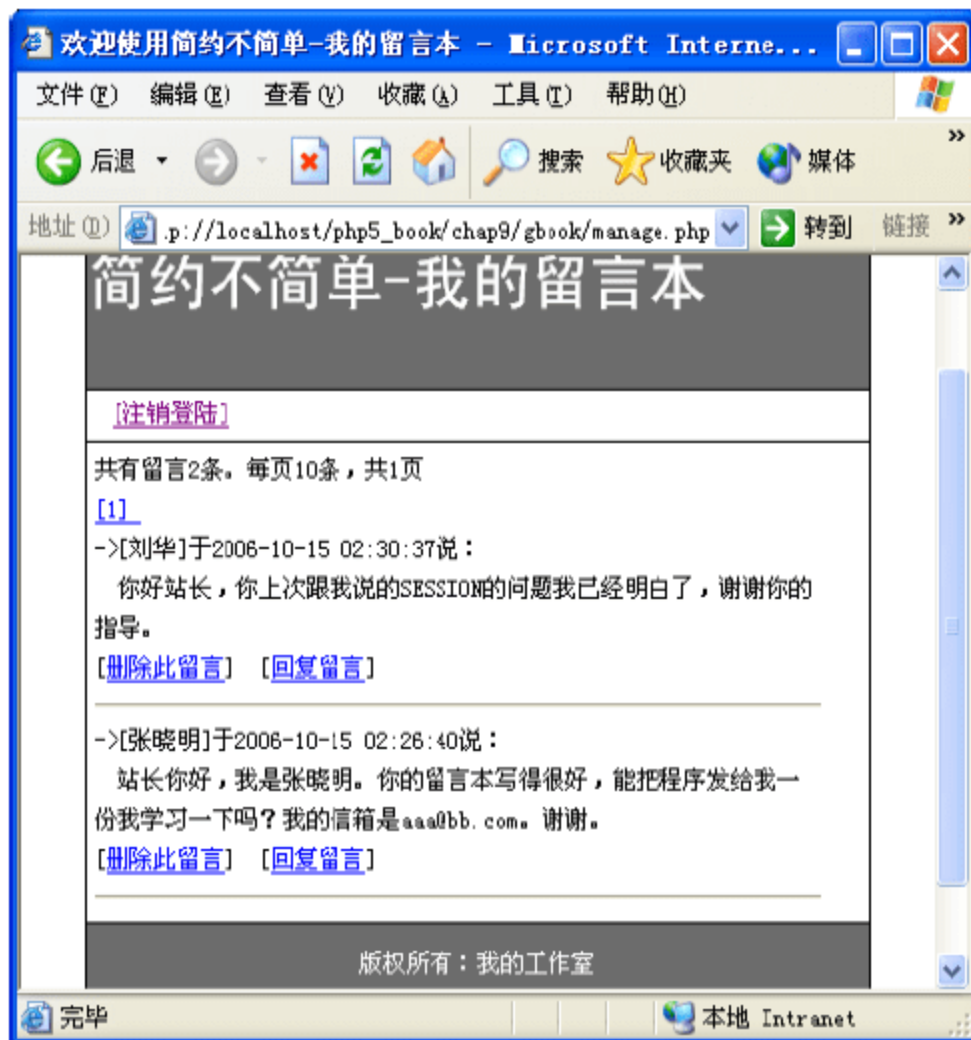 欢迎使用简约不简单-我的留言本 - Microsoft Interne...
文件(F) 编辑(E) 查看(V) 收藏(A) 工具(T) 帮助(H)
后退 搜索 收藏夹 媒体 »
地址(D) .p://localhost/php5_book/chap9/gbook/manage.php 转到 链接 »
简约不简单-我的留言本
[注销登陆]
共有留言2条。每页10条，共1页
[1]
->[刘华]于2006-10-15 02:30:37说：
你好站长，你上次跟我说的SESSION的问题我已经明白了，谢谢你的
指导。
[删除此留言] [回复留言]
->[张晓明]于2006-10-15 02:26:40说：
站长你好，我是张晓明。你的留言本写得很好，能把程序发给我一
份我学习一下吗？我的信箱是aaa@bb.com。谢谢。
[删除此留言] [回复留言]
版权所有：我的工作室
完毕 本地 Intranet